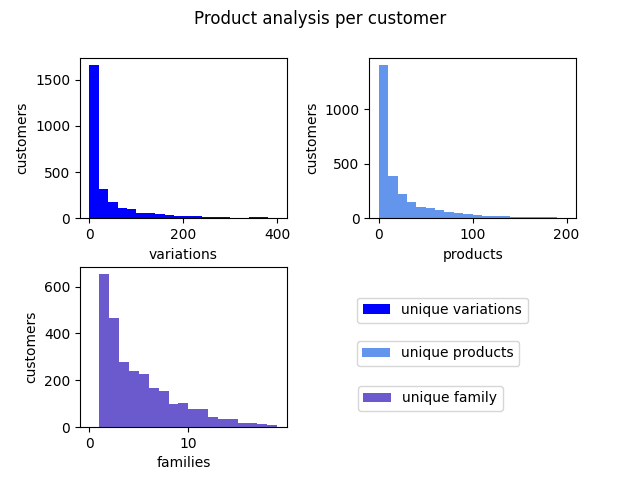 Product analysis per customer
customers
1500
1000
500
0
0 200 400
variations
customers
1000
500
0
0 100 200
products
customers
600
400
200
0
0 10
families
unique variations
unique products
unique family